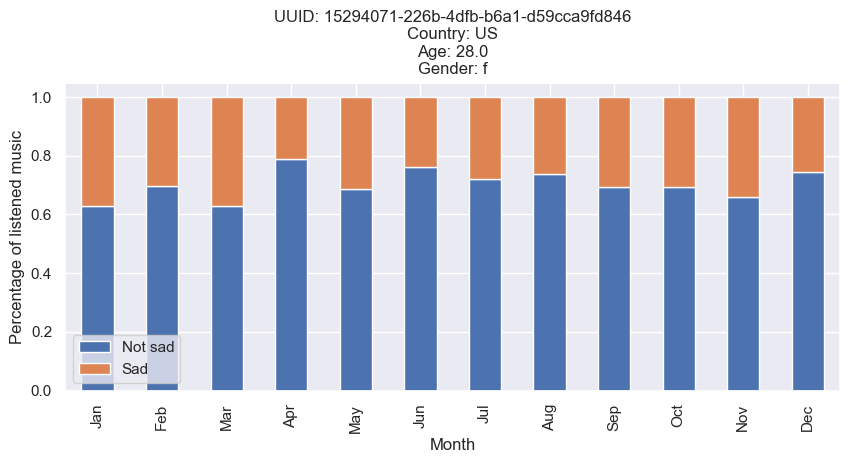 UUID: 15294071-226b-4dfb-b6a1-d59cca9fd846
Country: US
Age: 28.0
Gender: f
Percentage of listened music
1.0
0.8
0.6
0.4
0.2
0.0
Not sad
Sad
Jan Feb Mar Apr May Jun Jul Aug Sep Oct Nov Dec
Month